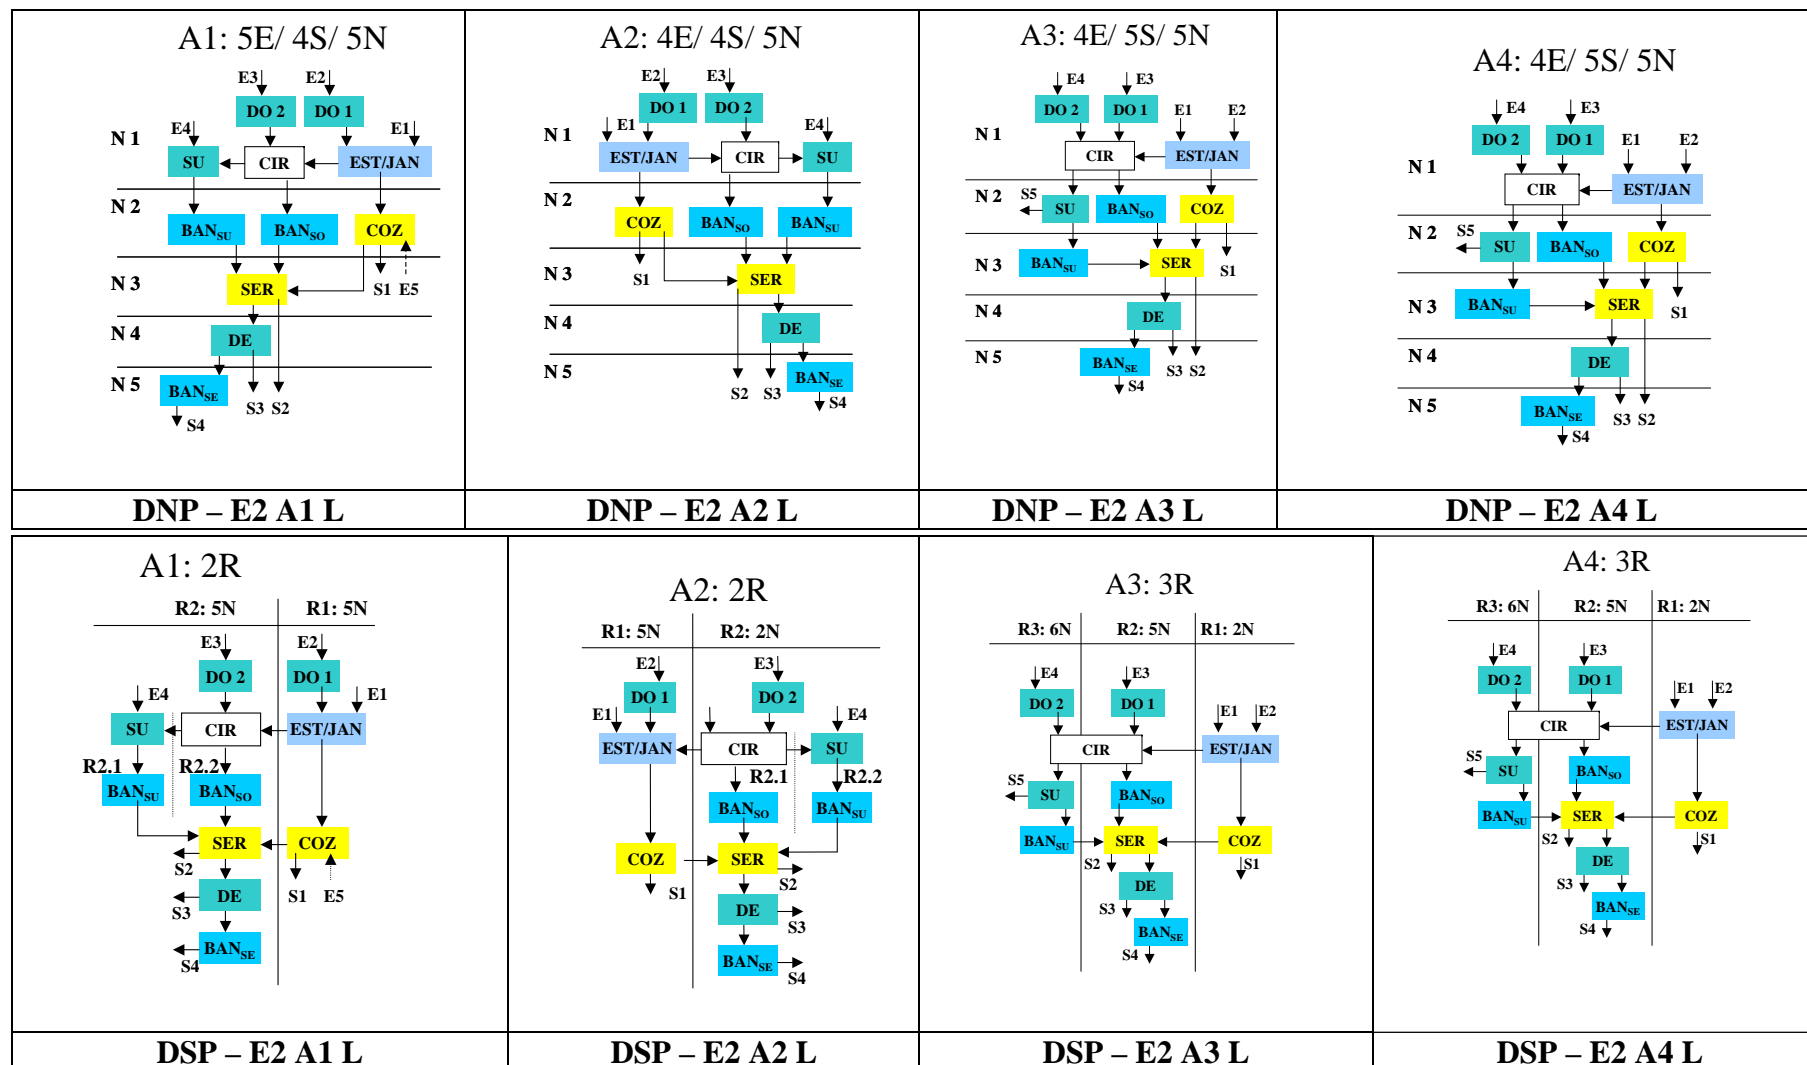 A1: 5E/ 4S/ 5N
E3 E2
DO 2 DO 1
N 1 E4 E1
SU CIR EST/JAN
N 2
BANSU BANSO COZ
N 3 SER S1 E5
N 4 DE
N 5 BANSE S3 S2
S4
DNP – E2 A1 L
A2: 4E/ 4S/ 5N
E2 E3
DO 1 DO 2
N 1 E1 E4
EST/JAN CIR SU
N 2
COZ BANSO BANSU
N 3 S1 SER
N 4 DE
N 5 S2 S3 BANSE
S4
DNP – E2 A2 L
A3: 4E/ 5S/ 5N
E4 E3
DO 2 DO 1 E1 E2
N 1
CIR EST/JAN
N 2 S5 SU BANSO COZ
N 3 BANSU SER S1
N 4 DE
N 5 BANSE S3 S2
S4
DNP – E2 A3 L
A4: 4E/ 5S/ 5N
E4 E3
DO 2 DO 1 E1 E2
N 1
CIR EST/JAN
N 2 S5 SU BANSO COZ
N 3 BANSU SER S1
N 4 DE
N 5 BANSE S3 S2
S4
DNP – E2 A4 L
A1: 2R
R2: 5N R1: 5N
E3 E2
DO 2 DO 1
E4 E1
SU CIR EST/JAN
R2.1 R2.2
BANSU BANSO
SER COZ
S2 S1 E5
DE
S3
BANSE
S4
DSP – E2 A1 L
A2: 2R
R1: 5N R2: 2N
E2 E3
DO 1 DO 2
E1 E4
EST/JAN CIR SU
R2.1 R2.2
BANSO BANSU
COZ SER
S1 S2
DE
S3
BANSE
S4
DSP – E2 A2 L
A3: 3R
R3: 6N R2: 5N R1: 2N
E4 E3
DO 2 DO 1
E1 E2
CIR EST/JAN
S5 SU BANSO
BANSU SER COZ
S2 S1
DE
S3
BANSE
S4
DSP – E2 A3 L
A4: 3R
R3: 6N R2: 5N R1: 2N
E4 E3
DO 2 DO 1
E1 E2
CIR EST/JAN
S5 SU BANSO
BANSU SER COZ
S2 S1
DE
S3
BANSE
S4
DSP – E2 A4 L